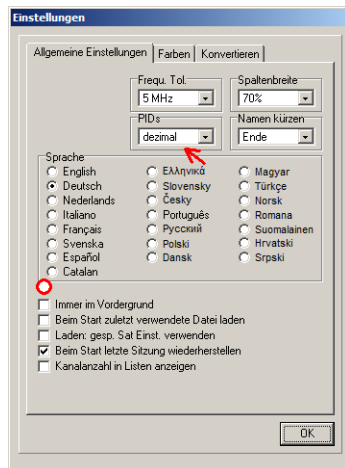 Einstellungen
Allgemeine Einstellungen Farben Konvertieren
Frequ. Tol. Spaltenbreite
5 MHz 70%
PIDs Namen kürzen
dezimal Ende
Sprache
English Ελληνικά Magyar
Deutsch Slovensky Türkçe
Nederlands Česky Norsk
Italiano Português Romana
Français Русский Suomalainen
Svenska Polski Hrvatski
Español Dansk Srpski
Catalan
Immer im Vordergrund
Beim Start zuletzt verwendete Datei laden
Laden: gesp. Sat Einst. verwenden
Beim Start letzte Sitzung wiederherstellen
Kanalanzahl in Listen anzeigen
OK